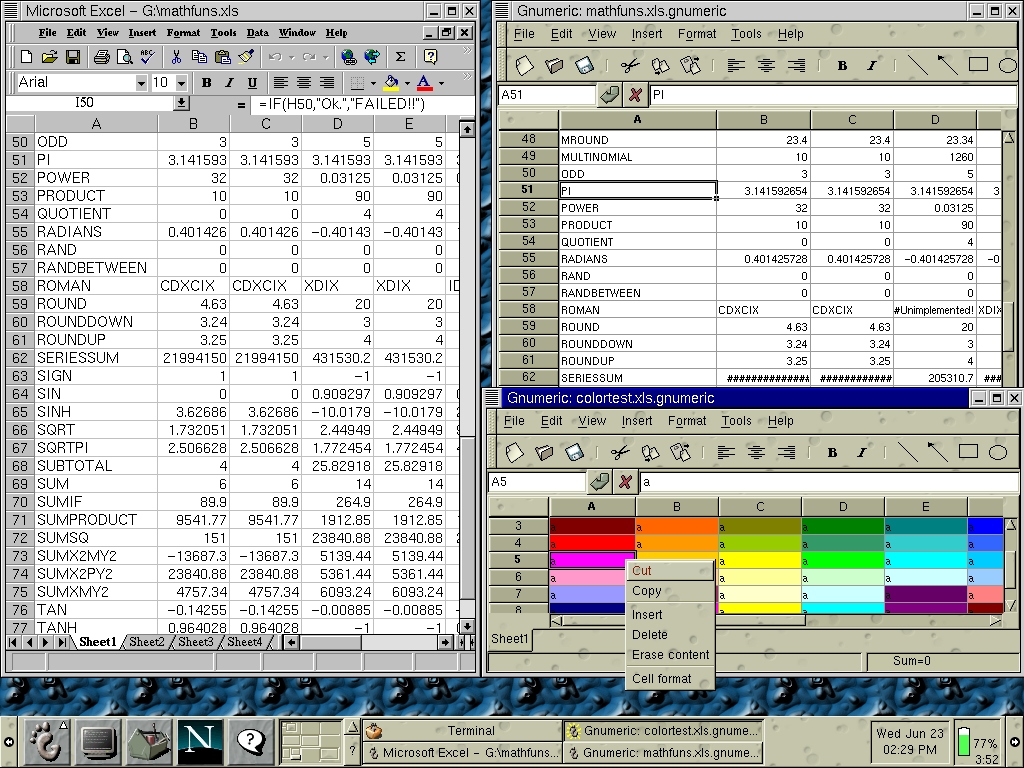 Microsoft Excel – G:\mathfuns.xls
File Edit View Insert Format Tools Data Window Help
Arial 10 B I U A
I50 = =IF(H50,"Ok.","FAILED!!")
A B C D E
50 ODD 3 3 5 5
51 PI 3.141593 3.141593 3.141593 3.141593
52 POWER 32 32 0.03125 0.03125
53 PRODUCT 10 10 90 90
54 QUOTIENT 0 0 4 4
55 RADIANS 0.401426 0.401426 −0.40143 −0.40143
56 RAND 0 0 0 0
57 RANDBETWEEN 0 0 0 0
58 ROMAN CDXCIX CDXCIX XDIX XDIX ID
59 ROUND 4.63 4.63 20 20
60 ROUNDDOWN 3.24 3.24 3 3
61 ROUNDUP 3.25 3.25 4 4
62 SERIESSUM 21994150 21994150 431530.2 431530.2
63 SIGN 1 1 −1 −1
64 SIN 0 0 0.909297 0.909297
65 SINH 3.62686 3.62686 −10.0179 −10.0179
66 SQRT 1.732051 1.732051 2.44949 2.44949
67 SQRTPI 2.506628 2.506628 1.772454 1.772454
68 SUBTOTAL 4 4 25.82918 25.82918
69 SUM 6 6 14 14
70 SUMIF 89.9 89.9 264.9 264.9
71 SUMPRODUCT 9541.77 9541.77 1912.85 1912.85
72 SUMSQ 151 151 23840.88 23840.88
73 SUMX2MY2 −13687.3 −13687.3 5139.44 5139.44
74 SUMX2PY2 23840.88 23840.88 5361.44 5361.44
75 SUMXMY2 4757.34 4757.34 6093.24 6093.24
76 TAN −0.14255 −0.14255 −0.00885 −0.00885
77 TANH 0.964028 0.964028 −1 −1
Sheet1 Sheet2 Sheet3 Sheet4
Gnumeric: mathfuns.xls.gnumeric
File Edit View Insert Format Tools Help
B I
A51 PI
A B C D
48 MROUND 23.4 23.4 23.34
49 MULTINOMIAL 10 10 1260
50 ODD 3 3 5
51 PI 3.141592654 3.141592654 3.141592654 3
52 POWER 32 32 0.03125
53 PRODUCT 10 10 90
54 QUOTIENT 0 0 4
55 RADIANS 0.401425728 0.401425728 −0.401425728 −0
56 RAND 0 0 0
57 RANDBETWEEN 0 0 0
58 ROMAN CDXCIX CDXCIX #Unimplemented! XDIX
59 ROUND 4.63 4.63 20
60 ROUNDDOWN 3.24 3.24 3
61 ROUNDUP 3.25 3.25 4
62 SERIESSUM ############## ############ 205310.7 ###
Gnumeric: colortest.xls.gnumeric
File Edit View Insert Format Tools Help
B I
A5 a
A B C D E
3 a a a a a a
4 a a a a a a
5 a a a a a
6 a a a a
7 a a a a
8
Cut
Copy
Insert
Delete
Erase content
Cell format
Sheet1
Sum=0
N ?
?
Terminal
Microsoft Excel – G:\mathfuns...
Gnumeric: colortest.xls.gnume...
Gnumeric: mathfuns.xls.gnume...
Wed Jun 23
02:29 PM
77%
3:52